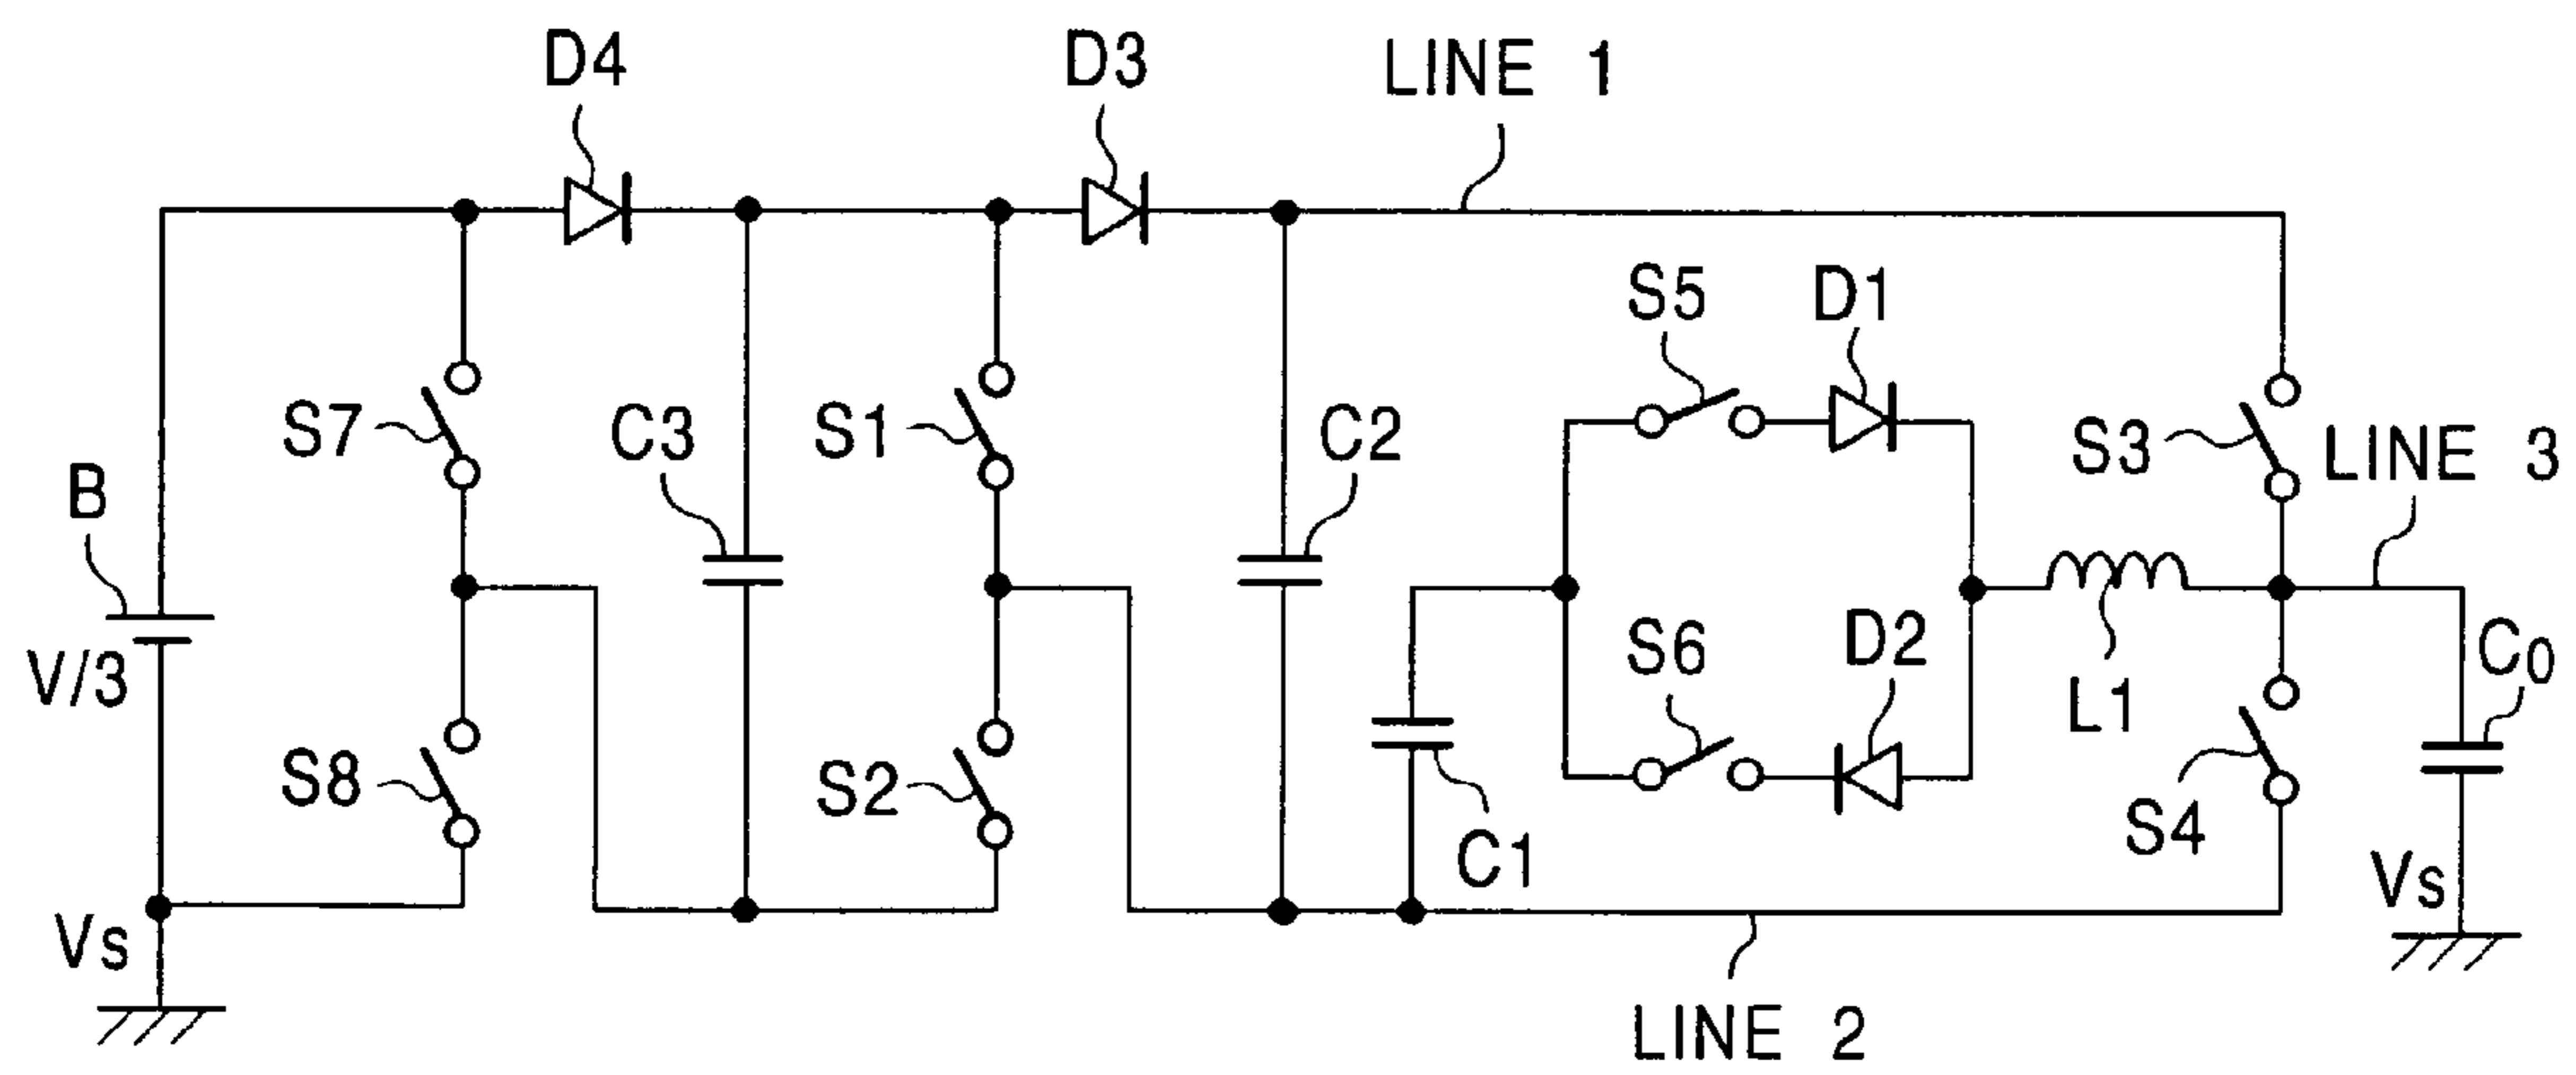 D4
D3
LINE 1
S5
D1
S7
C3
S1
C2
S3
LINE 3
B
V/3
S6
D2
L1
C0
S8
S2
C1
S4
Vs
Vs
LINE 2